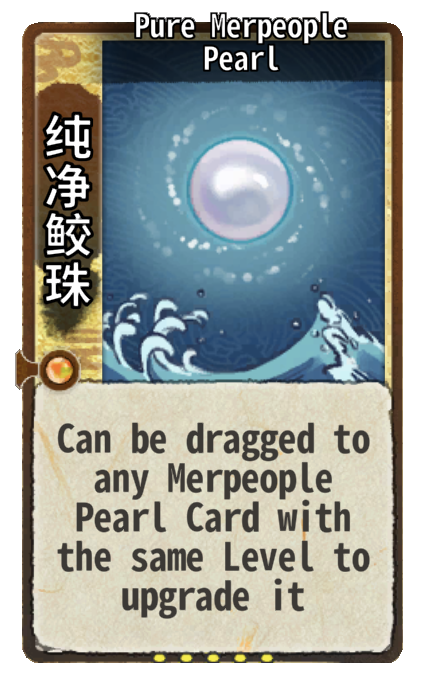 Pure Merpeople
Pearl
纯净鲛珠
Can be dragged to
any Merpeople
Pearl Card with
the same Level to
upgrade it